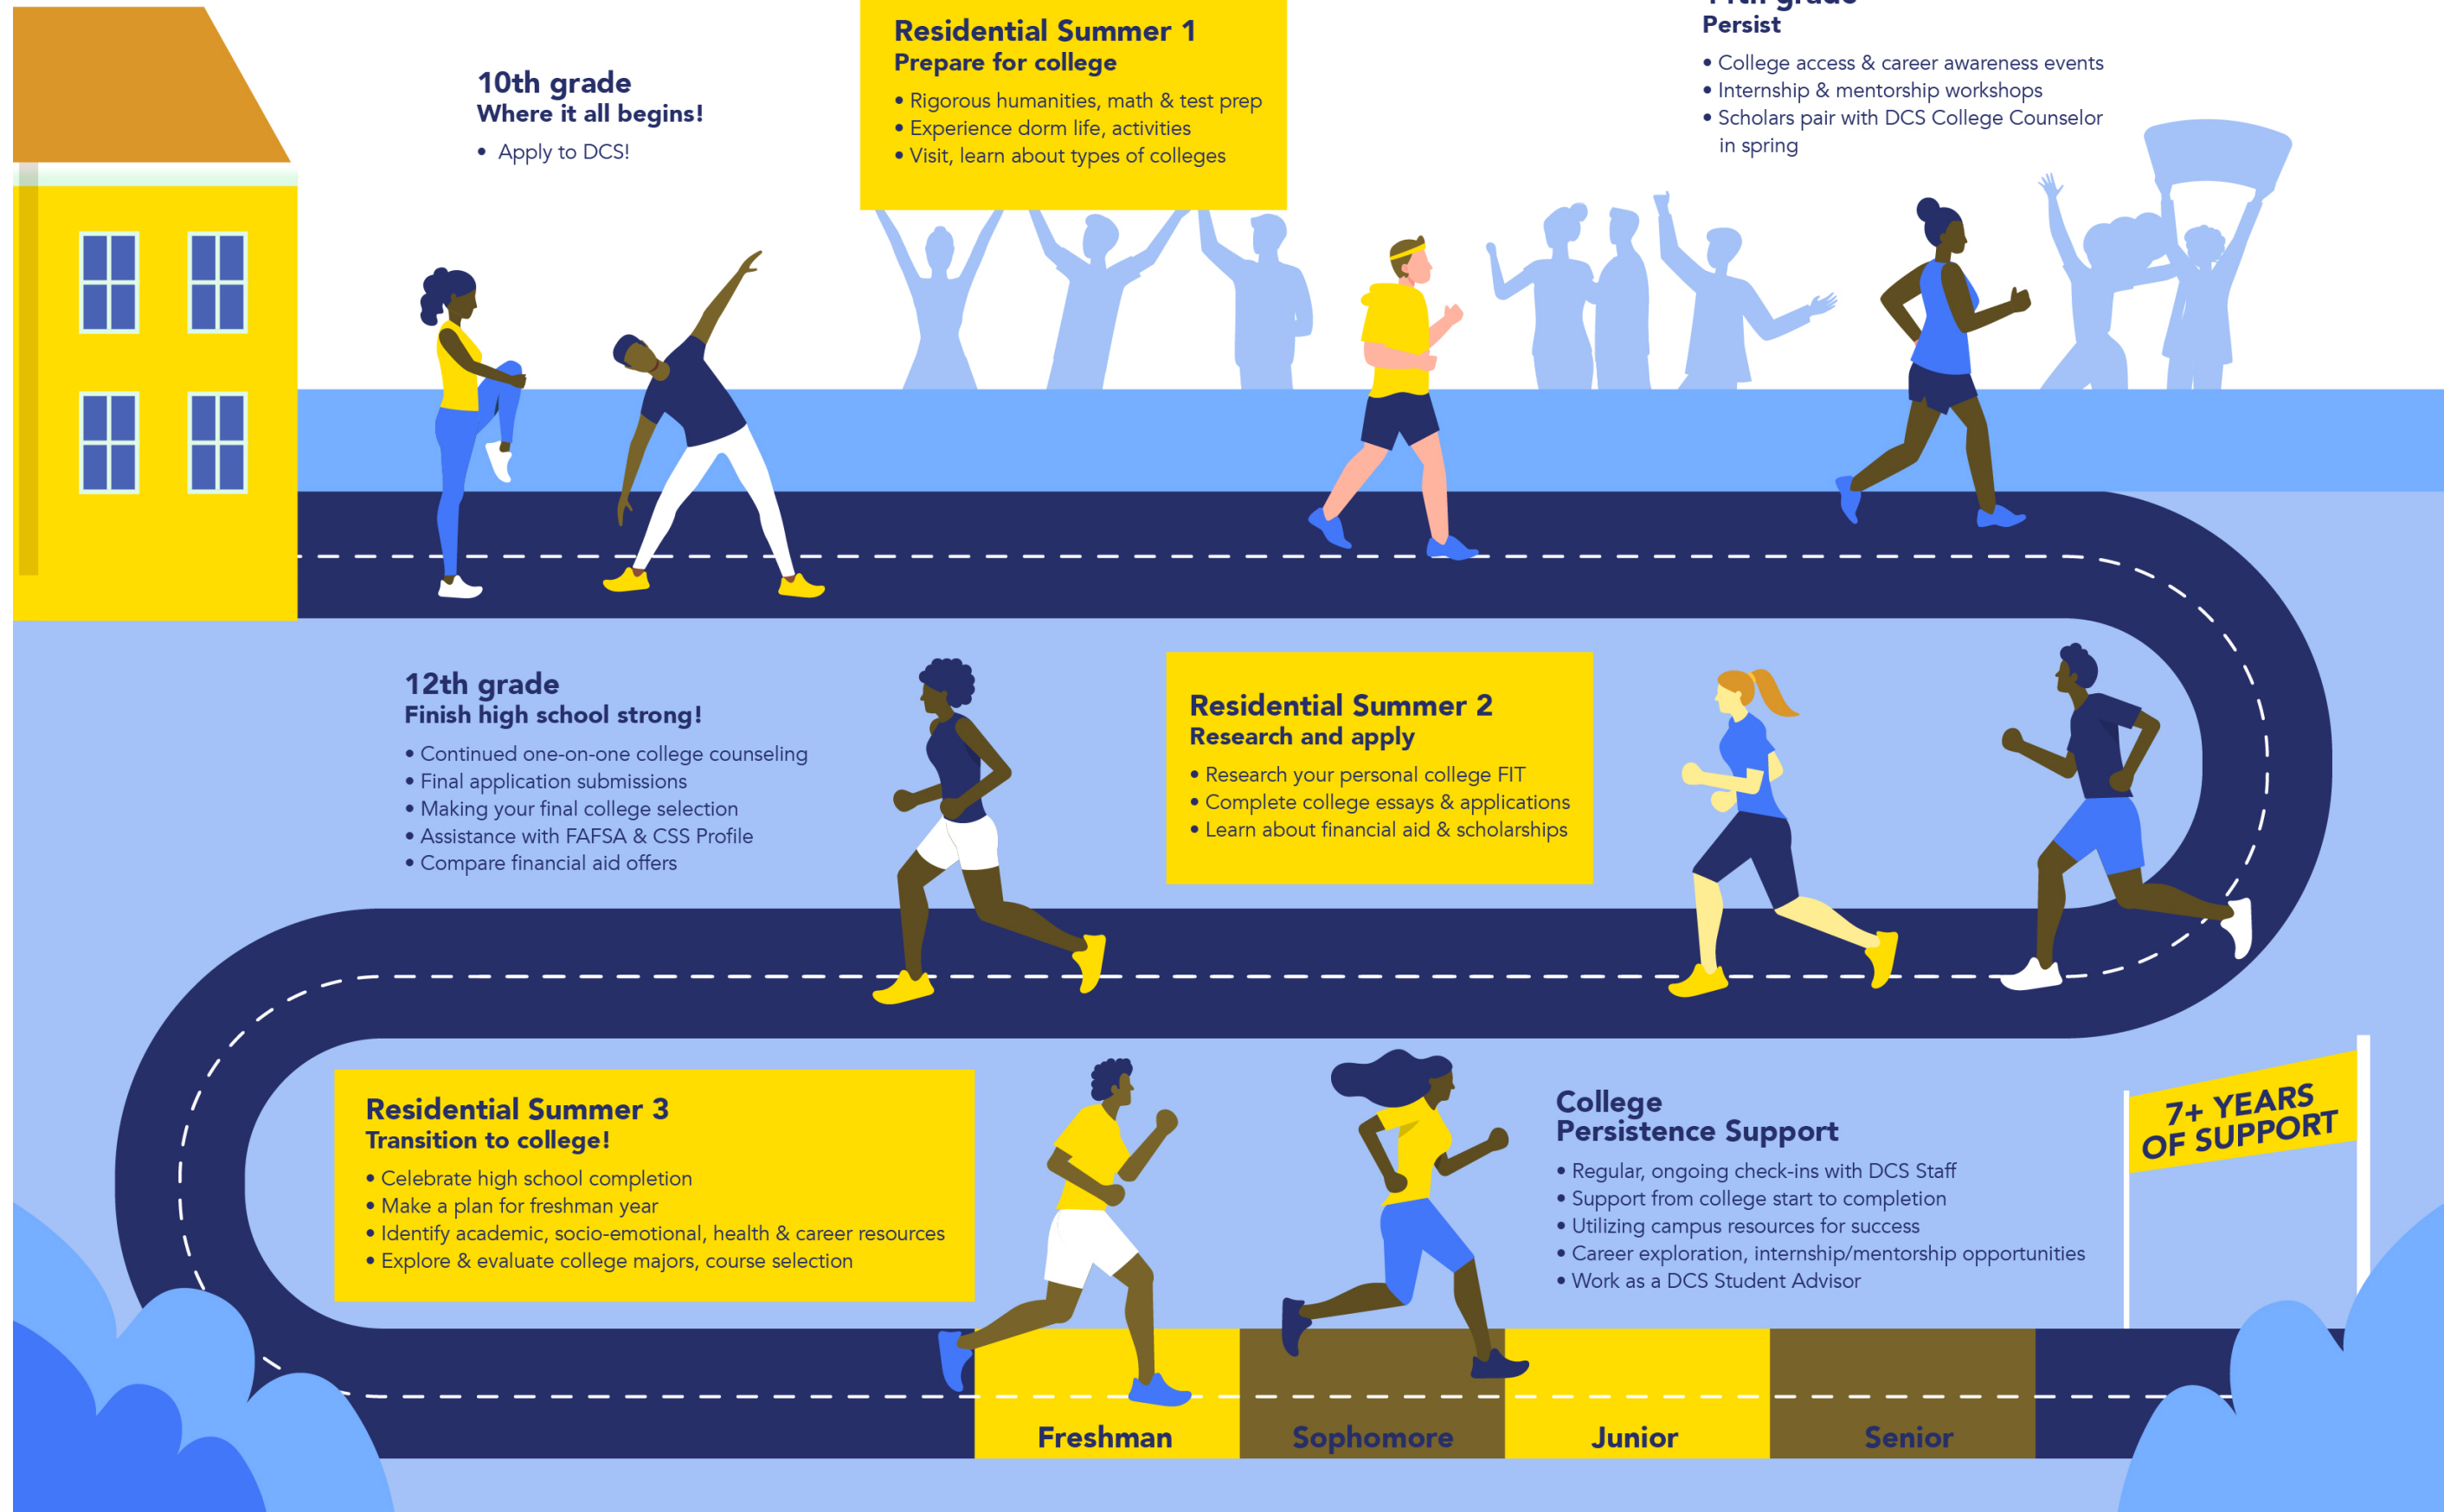 10th grade
Where it all begins!
• Apply to DCS!
Residential Summer 1
Prepare for college
• Rigorous humanities, math & test prep
• Experience dorm life, activities
• Visit, learn about types of colleges
11th grade
Persist
• College access & career awareness events
• Internship & mentorship workshops
• Scholars pair with DCS College Counselor
in spring
12th grade
Finish high school strong!
• Continued one-on-one college counseling
• Final application submissions
• Making your final college selection
• Assistance with FAFSA & CSS Profile
• Compare financial aid offers
Residential Summer 2
Research and apply
• Research your personal college FIT
• Complete college essays & applications
• Learn about financial aid & scholarships
Residential Summer 3
Transition to college!
• Celebrate high school completion
• Make a plan for freshman year
• Identify academic, socio-emotional, health & career resources
• Explore & evaluate college majors, course selection
College
Persistence Support
• Regular, ongoing check-ins with DCS Staff
• Support from college start to completion
• Utilizing campus resources for success
• Career exploration, internship/mentorship opportunities
• Work as a DCS Student Advisor
7+ YEARS
OF SUPPORT
Freshman
Sophomore
Junior
Senior